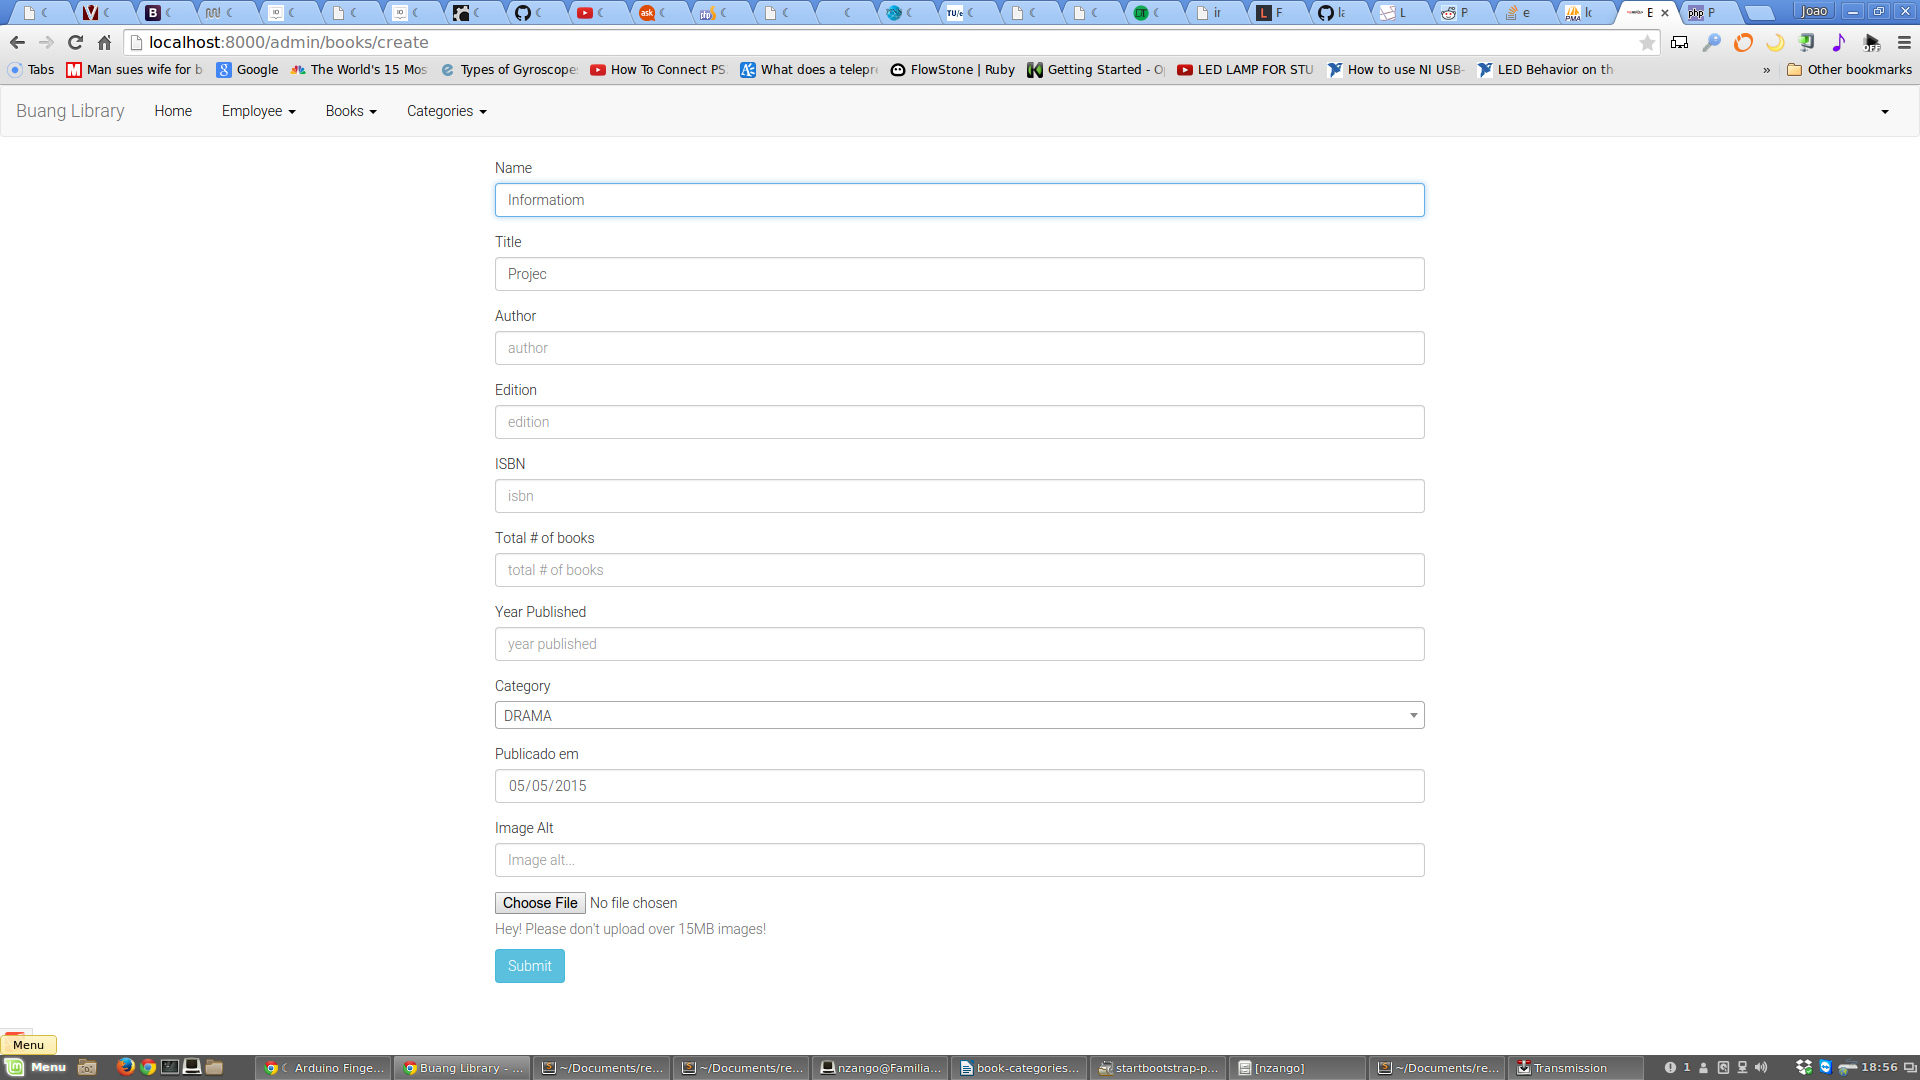 Joao
localhost:8000/admin/books/create
Tabs Man sues wife for b Google The World's 15 Mos Types of Gyroscope How To Connect PS What does a telepr FlowStone | Ruby Getting Started - O LED LAMP FOR STU How to use NI USB- LED Behavior on th » Other bookmarks
Buang Library Home Employee Books Categories
Name
Informatiom
Title
Projec
Author
author
Edition
edition
ISBN
isbn
Total # of books
total # of books
Year Published
year published
Category
DRAMA
Publicado em
05/05/2015
Image Alt
Image alt...
Choose File No file chosen
Hey! Please don't upload over 15MB images!
Submit
Menu
Menu Arduino Finge... Buang Library - ... ~/Documents/re... ~/Documents/re... nzango@Familia... book-categories... startbootstrap-p... [nzango] ~/Documents/re... Transmission 1 18:56